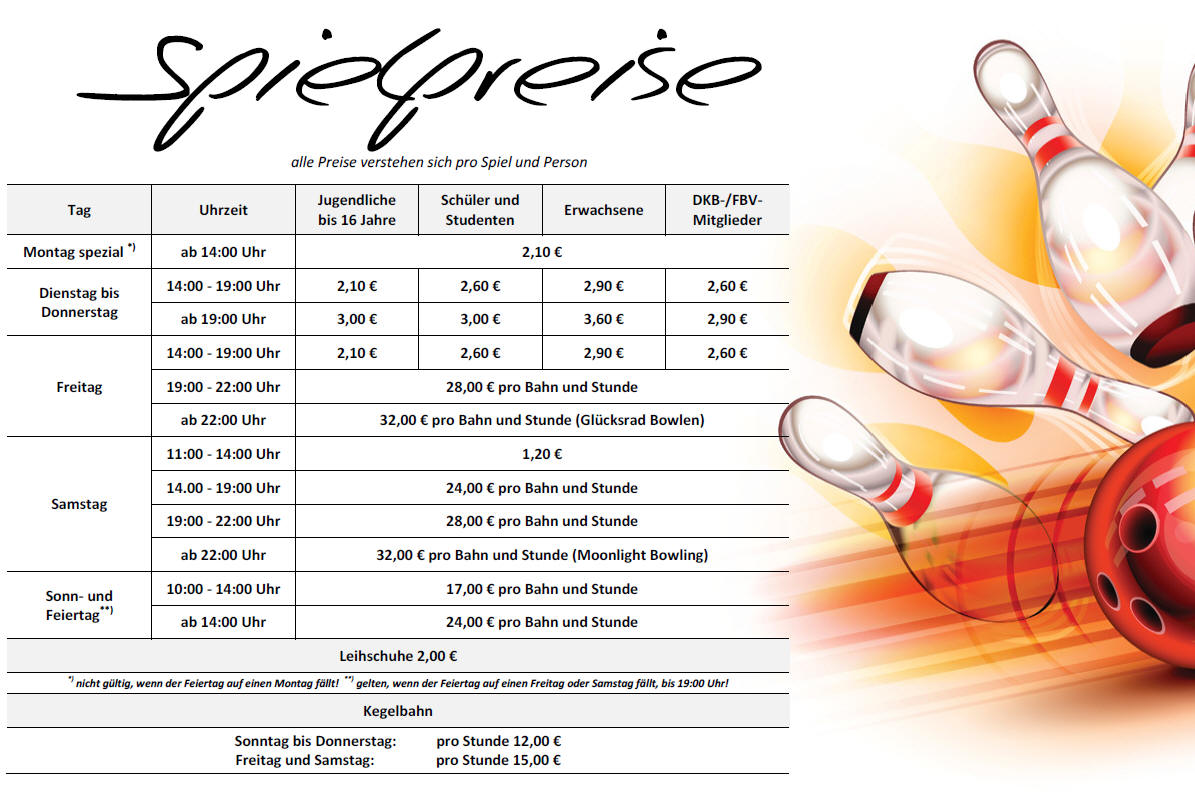 Spielpreise
alle Preise verstehen sich pro Spiel und Person
Tag Uhrzeit Jugendliche bis 16 Jahre Schüler und Studenten Erwachsene DKB-/FBV-Mitglieder
Montag spezial *) ab 14:00 Uhr 2,10 €
Dienstag bis Donnerstag 14:00 - 19:00 Uhr 2,10 € 2,60 € 2,90 € 2,60 €
ab 19:00 Uhr 3,00 € 3,00 € 3,60 € 2,90 €
Freitag 14:00 - 19:00 Uhr 2,10 € 2,60 € 2,90 € 2,60 €
19:00 - 22:00 Uhr 28,00 € pro Bahn und Stunde
ab 22:00 Uhr 32,00 € pro Bahn und Stunde (Glücksrad Bowlen)
Samstag 11:00 - 14:00 Uhr 1,20 €
14.00 - 19:00 Uhr 24,00 € pro Bahn und Stunde
19:00 - 22:00 Uhr 28,00 € pro Bahn und Stunde
ab 22:00 Uhr 32,00 € pro Bahn und Stunde (Moonlight Bowling)
Sonn- und Feiertag**) 10:00 - 14:00 Uhr 17,00 € pro Bahn und Stunde
ab 14:00 Uhr 24,00 € pro Bahn und Stunde
Leihschuhe 2,00 €
*) nicht gültig, wenn der Feiertag auf einen Montag fällt! **) gelten, wenn der Feiertag auf einen Freitag oder Samstag fällt, bis 19:00 Uhr!
Kegelbahn
Sonntag bis Donnerstag: pro Stunde 12,00 €
Freitag und Samstag: pro Stunde 15,00 €